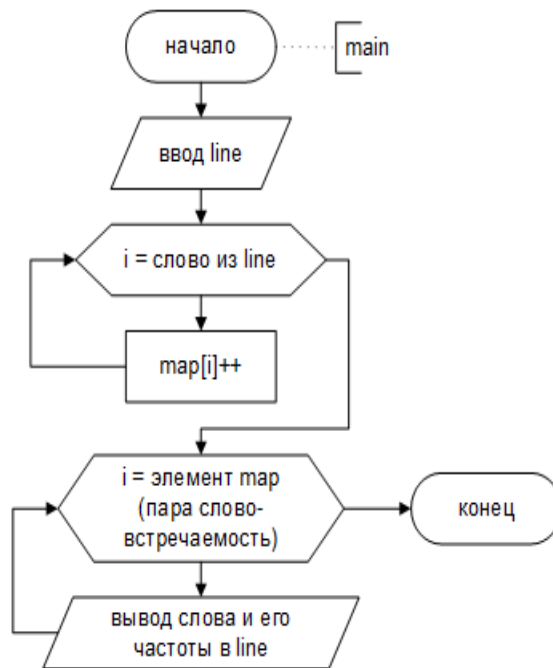 начало
main
ввод line
i = слово из line
map[i]++
i = элемент map
(пара слово-
встречаемость)
конец
вывод слова и его
частоты в line